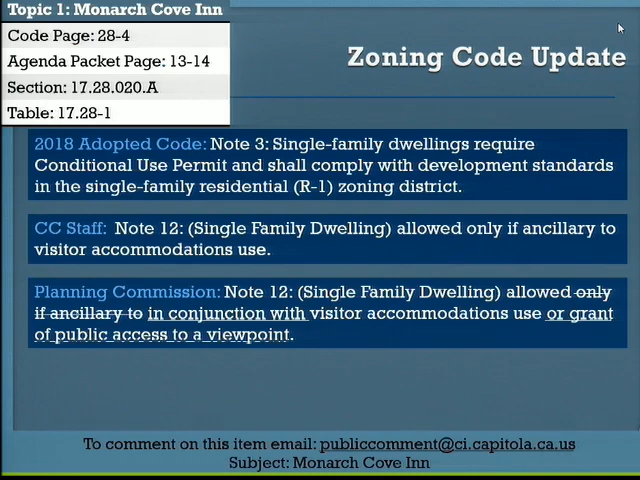 Topic 1: Monarch Cove Inn
Code Page: 28-4
Agenda Packet Page: 13-14
Section: 17.28.020.A
Table: 17.28-1
Zoning Code Update
2018 Adopted Code: Note 3: Single-family dwellings require
Conditional Use Permit and shall comply with development standards
in the single-family residential (R-1) zoning district.
CC Staff: Note 12: (Single Family Dwelling) allowed only if ancillary to
visitor accommodations use.
Planning Commission: Note 12: (Single Family Dwelling) allowed only
if ancillary to in conjunction with visitor accommodations use or grant
of public access to a viewpoint.
To comment on this item email: publiccomment@ci.capitola.ca.us
Subject: Monarch Cove Inn